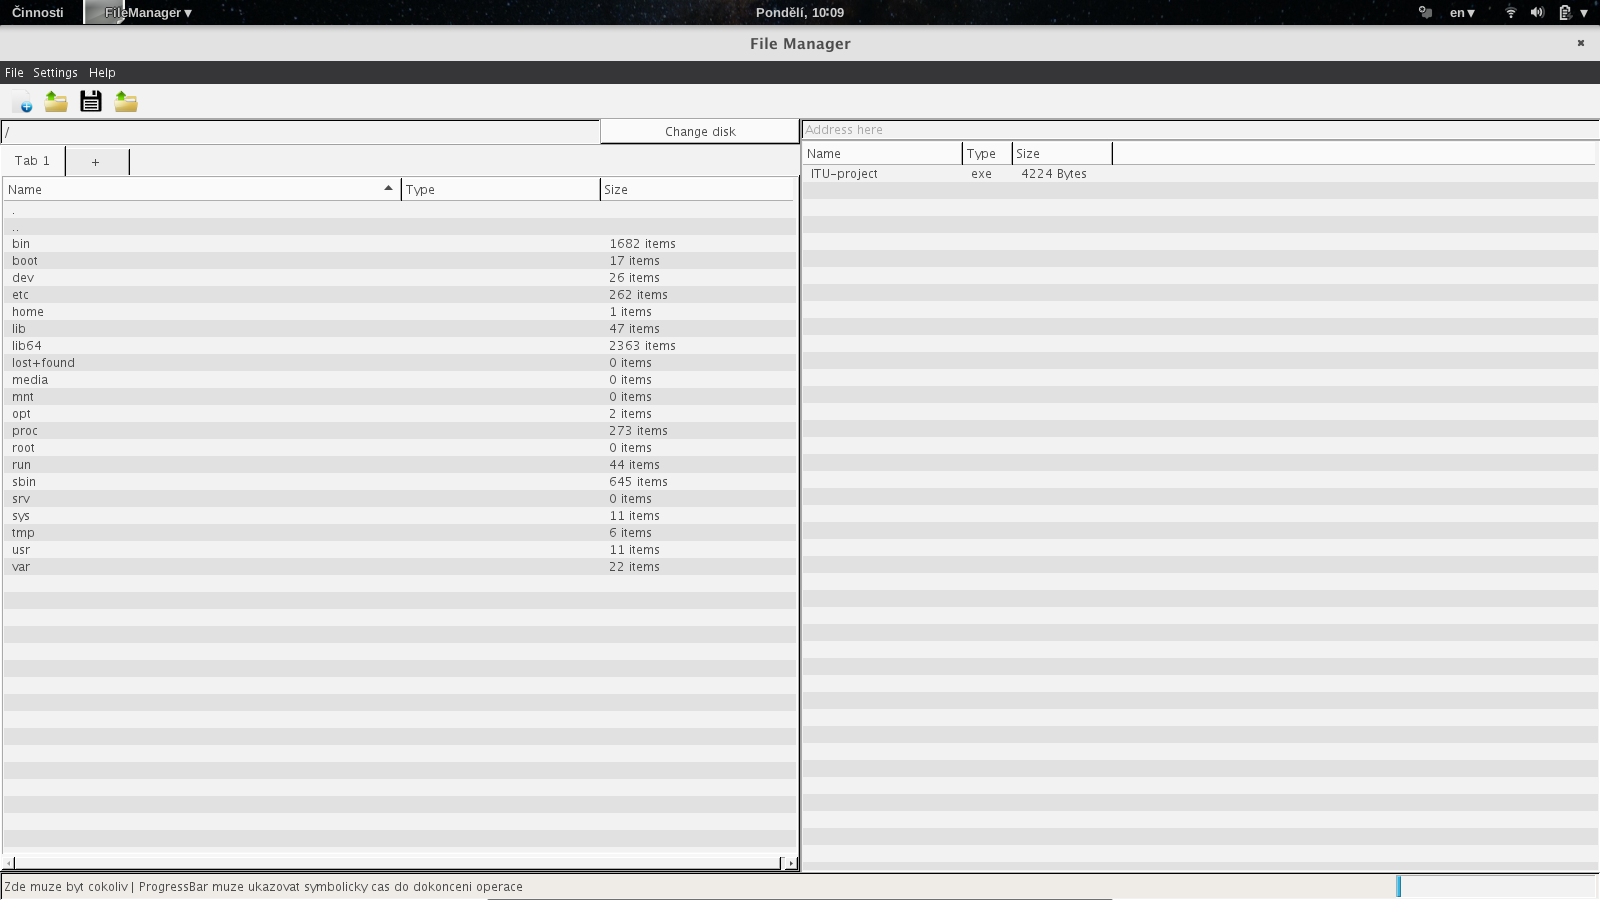 Činnosti FileManager ▾ Pondělí, 10:09 en ▾
File Manager
File Settings Help
/ Change disk
Tab 1 +
Name Type Size
.
..
bin 1682 items
boot 17 items
dev 26 items
etc 262 items
home 1 items
lib 47 items
lib64 2363 items
lost+found 0 items
media 0 items
mnt 0 items
opt 2 items
proc 273 items
root 0 items
run 44 items
sbin 645 items
srv 0 items
sys 11 items
tmp 6 items
usr 11 items
var 22 items
Address here
Name Type Size
ITU-project exe 4224 Bytes
Zde muze byt cokoliv | ProgressBar muze ukazovat symbolicky cas do dokonceni operace